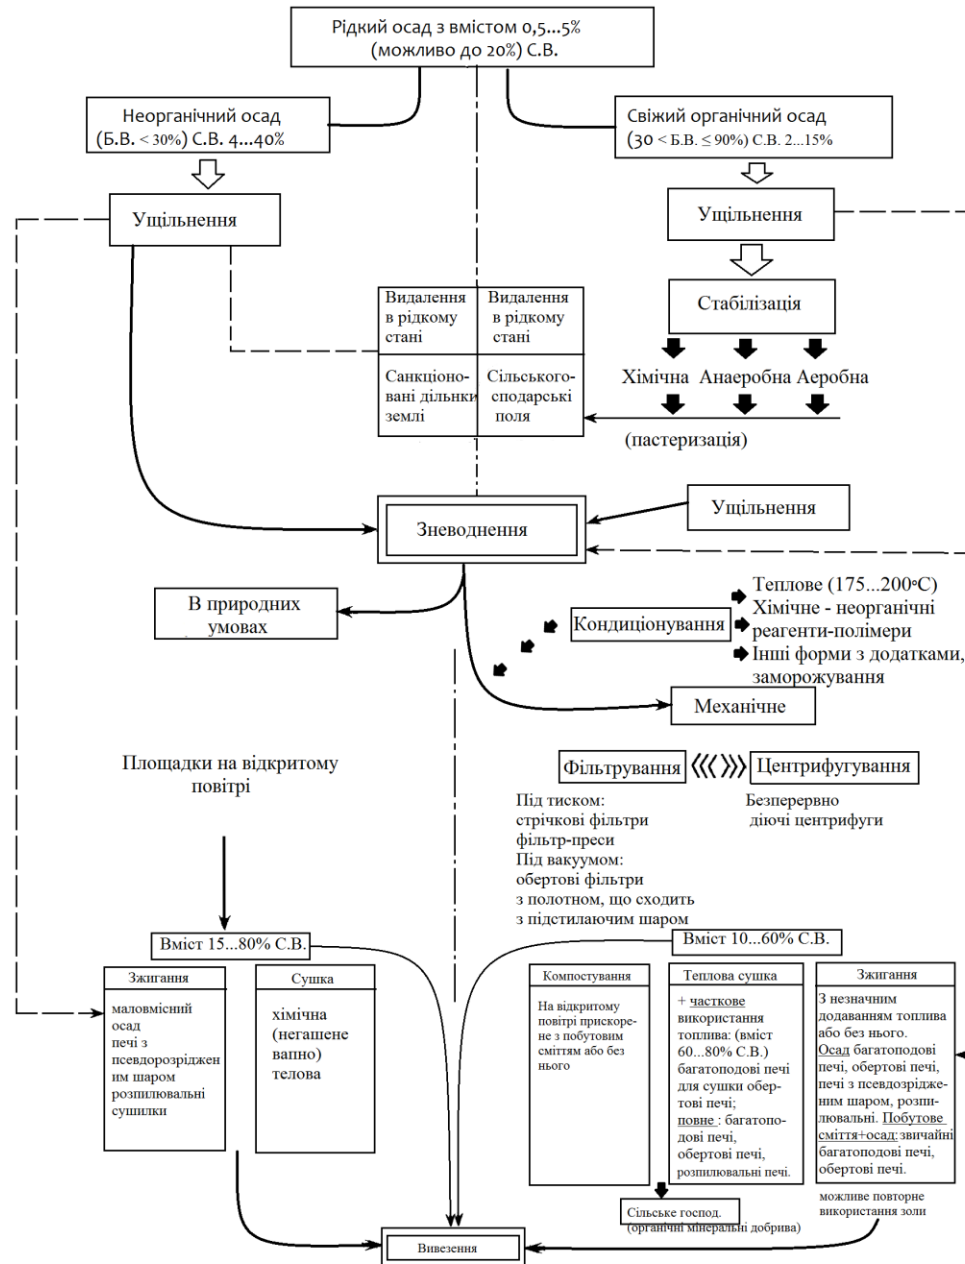 Рідкий осад з вмістом 0,5...5%
(можливо до 20%) С.В.
Неорганічний осад
(Б.В. < 30%) С.В. 4...40%
Свіжий органічний осад
(30 < Б.В. ≤ 90%) С.В. 2...15%
Ущільнення
Ущільнення
Стабілізація
Хімічна Анаеробна Аеробна
(пастеризація)
Видалення
в рідкому
стані
Видалення
в рідкому
стані
Санкціоно-
вані дільнки
землі
Сільського-
сподарські
поля
Ущільнення
Зневоднення
В природних
умовах
Кондиціонування
Теплове (175...200°С)
Хімічне - неорганічні
реагенти-полімери
Інші форми з додатками,
заморожування
Механічне
Площадки на відкритому
повітрі
Фільтрування
Центрифугування
Під тиском:
стрічкові фільтри
фільтр-преси
Під вакуумом:
обертові фільтри
з полотном, що сходить
з підстилаючим шаром
Безперервно
діючі центрифуги
Вміст 15...80% С.В.
Вміст 10...60% С.В.
Зжигання
маловмісний
осад
печі з
псевдорозріджен
им шаром
розпилювальні
сушилки
Сушка
хімічна
(негашене
вапно)
телова
Компостування
На відкритому
повітрі прискоре-
не з побутовим
сміттям або без
нього
Теплова сушка
+ часткове
використання
топлива: (вміст
60...80% С.В.)
багатоподові печі
для сушки обер-
тові печі;
повне : багатопо-
дові печі,
обертові печі,
розпилювальні печі.
Зжигання
З незначним
додаванням топлива
або без нього.
Осад багатоподові
печі, обертові печі,
печі з псевдозрідже-
ним шаром, розпи-
лювальні. Побутове
сміття+осад: звичайні
багатоподові печі,
обертові печі.
Сільське господ.
(органічні мінеральні добрива)
можливе повторне
використання золи
Вивезення